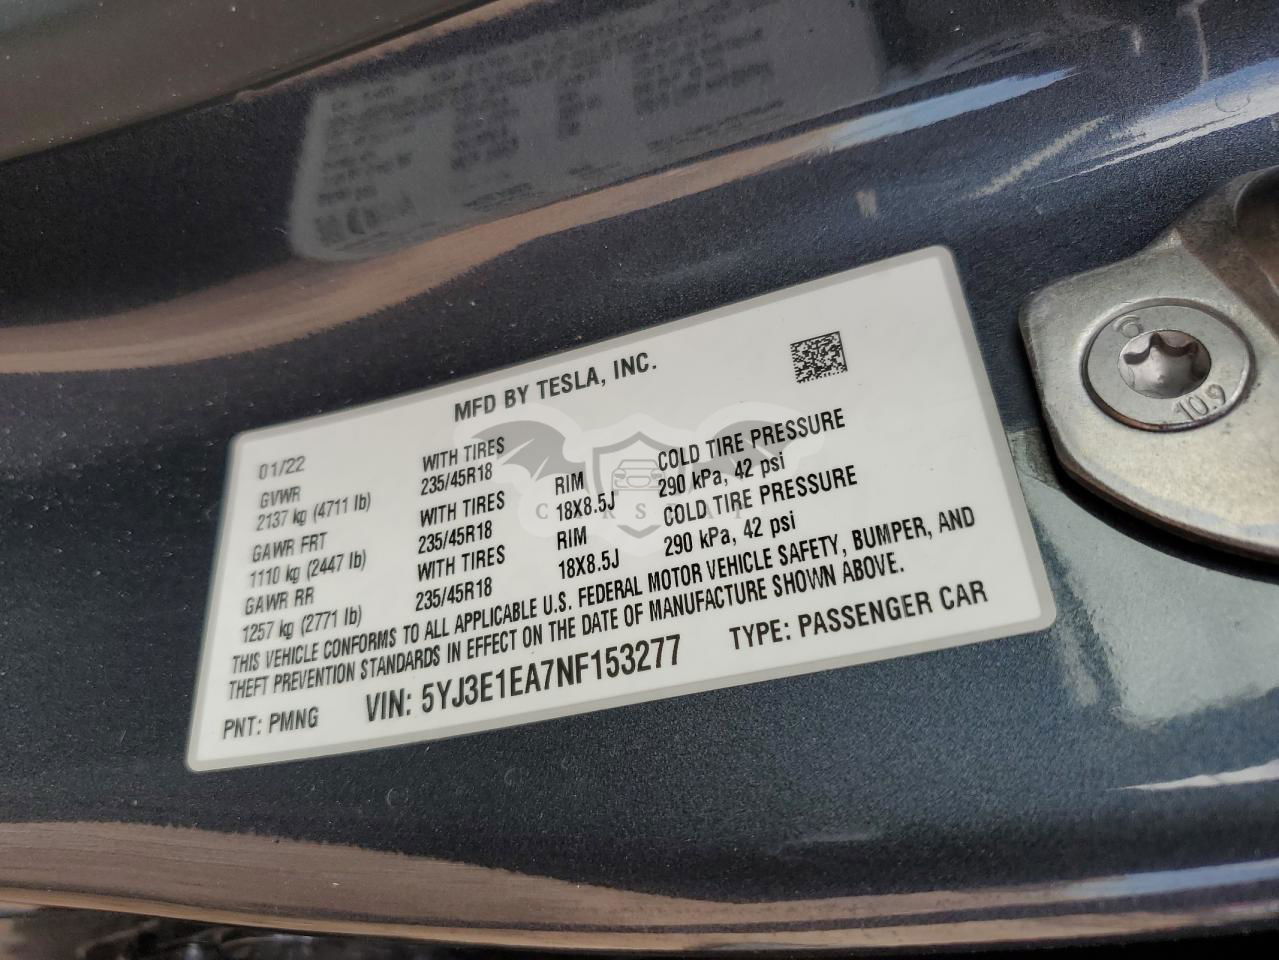 MFD BY TESLA, INC.
01/22
GVWR
2137 kg (4711 lb)
GAWR FRT
1110 kg (2447 lb)
GAWR RR
1257 kg (2771 lb)
WITH TIRES
235/45R18
WITH TIRES
235/45R18
WITH TIRES
235/45R18
RIM
18X8.5J
RIM
18X8.5J
COLD TIRE PRESSURE
290 kPa, 42 psi
COLD TIRE PRESSURE
290 kPa, 42 psi
THIS VEHICLE CONFORMS TO ALL APPLICABLE U.S. FEDERAL MOTOR VEHICLE SAFETY, BUMPER, AND
THEFT PREVENTION STANDARDS IN EFFECT ON THE DATE OF MANUFACTURE SHOWN ABOVE.
PNT: PMNG VIN: 5YJ3E1EA7NF153277 TYPE: PASSENGER CAR
10.9